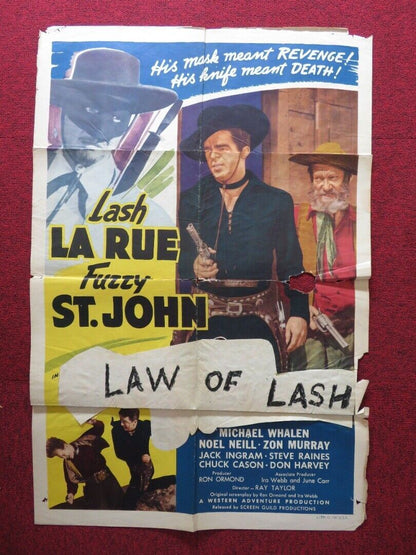 His mask meant REVENGE!
His knife meant DEATH!
Lash
LA RUE
Fuzzy
ST. JOHN
IN
LAW OF LASH
MICHAEL WHALEN
NOEL NEILL · ZON MURRAY
JACK INGRAM · STEVE RAINES
CHUCK CASON · DON HARVEY
Producer
RON ORMOND
Associate Producer
Ira Webb and June Carr
Director — RAY TAYLOR
Original screenplay by Ron Ormond and Ira Webb
A WESTERN ADVENTURE PRODUCTION
Released by SCREEN GUILD PRODUCTIONS